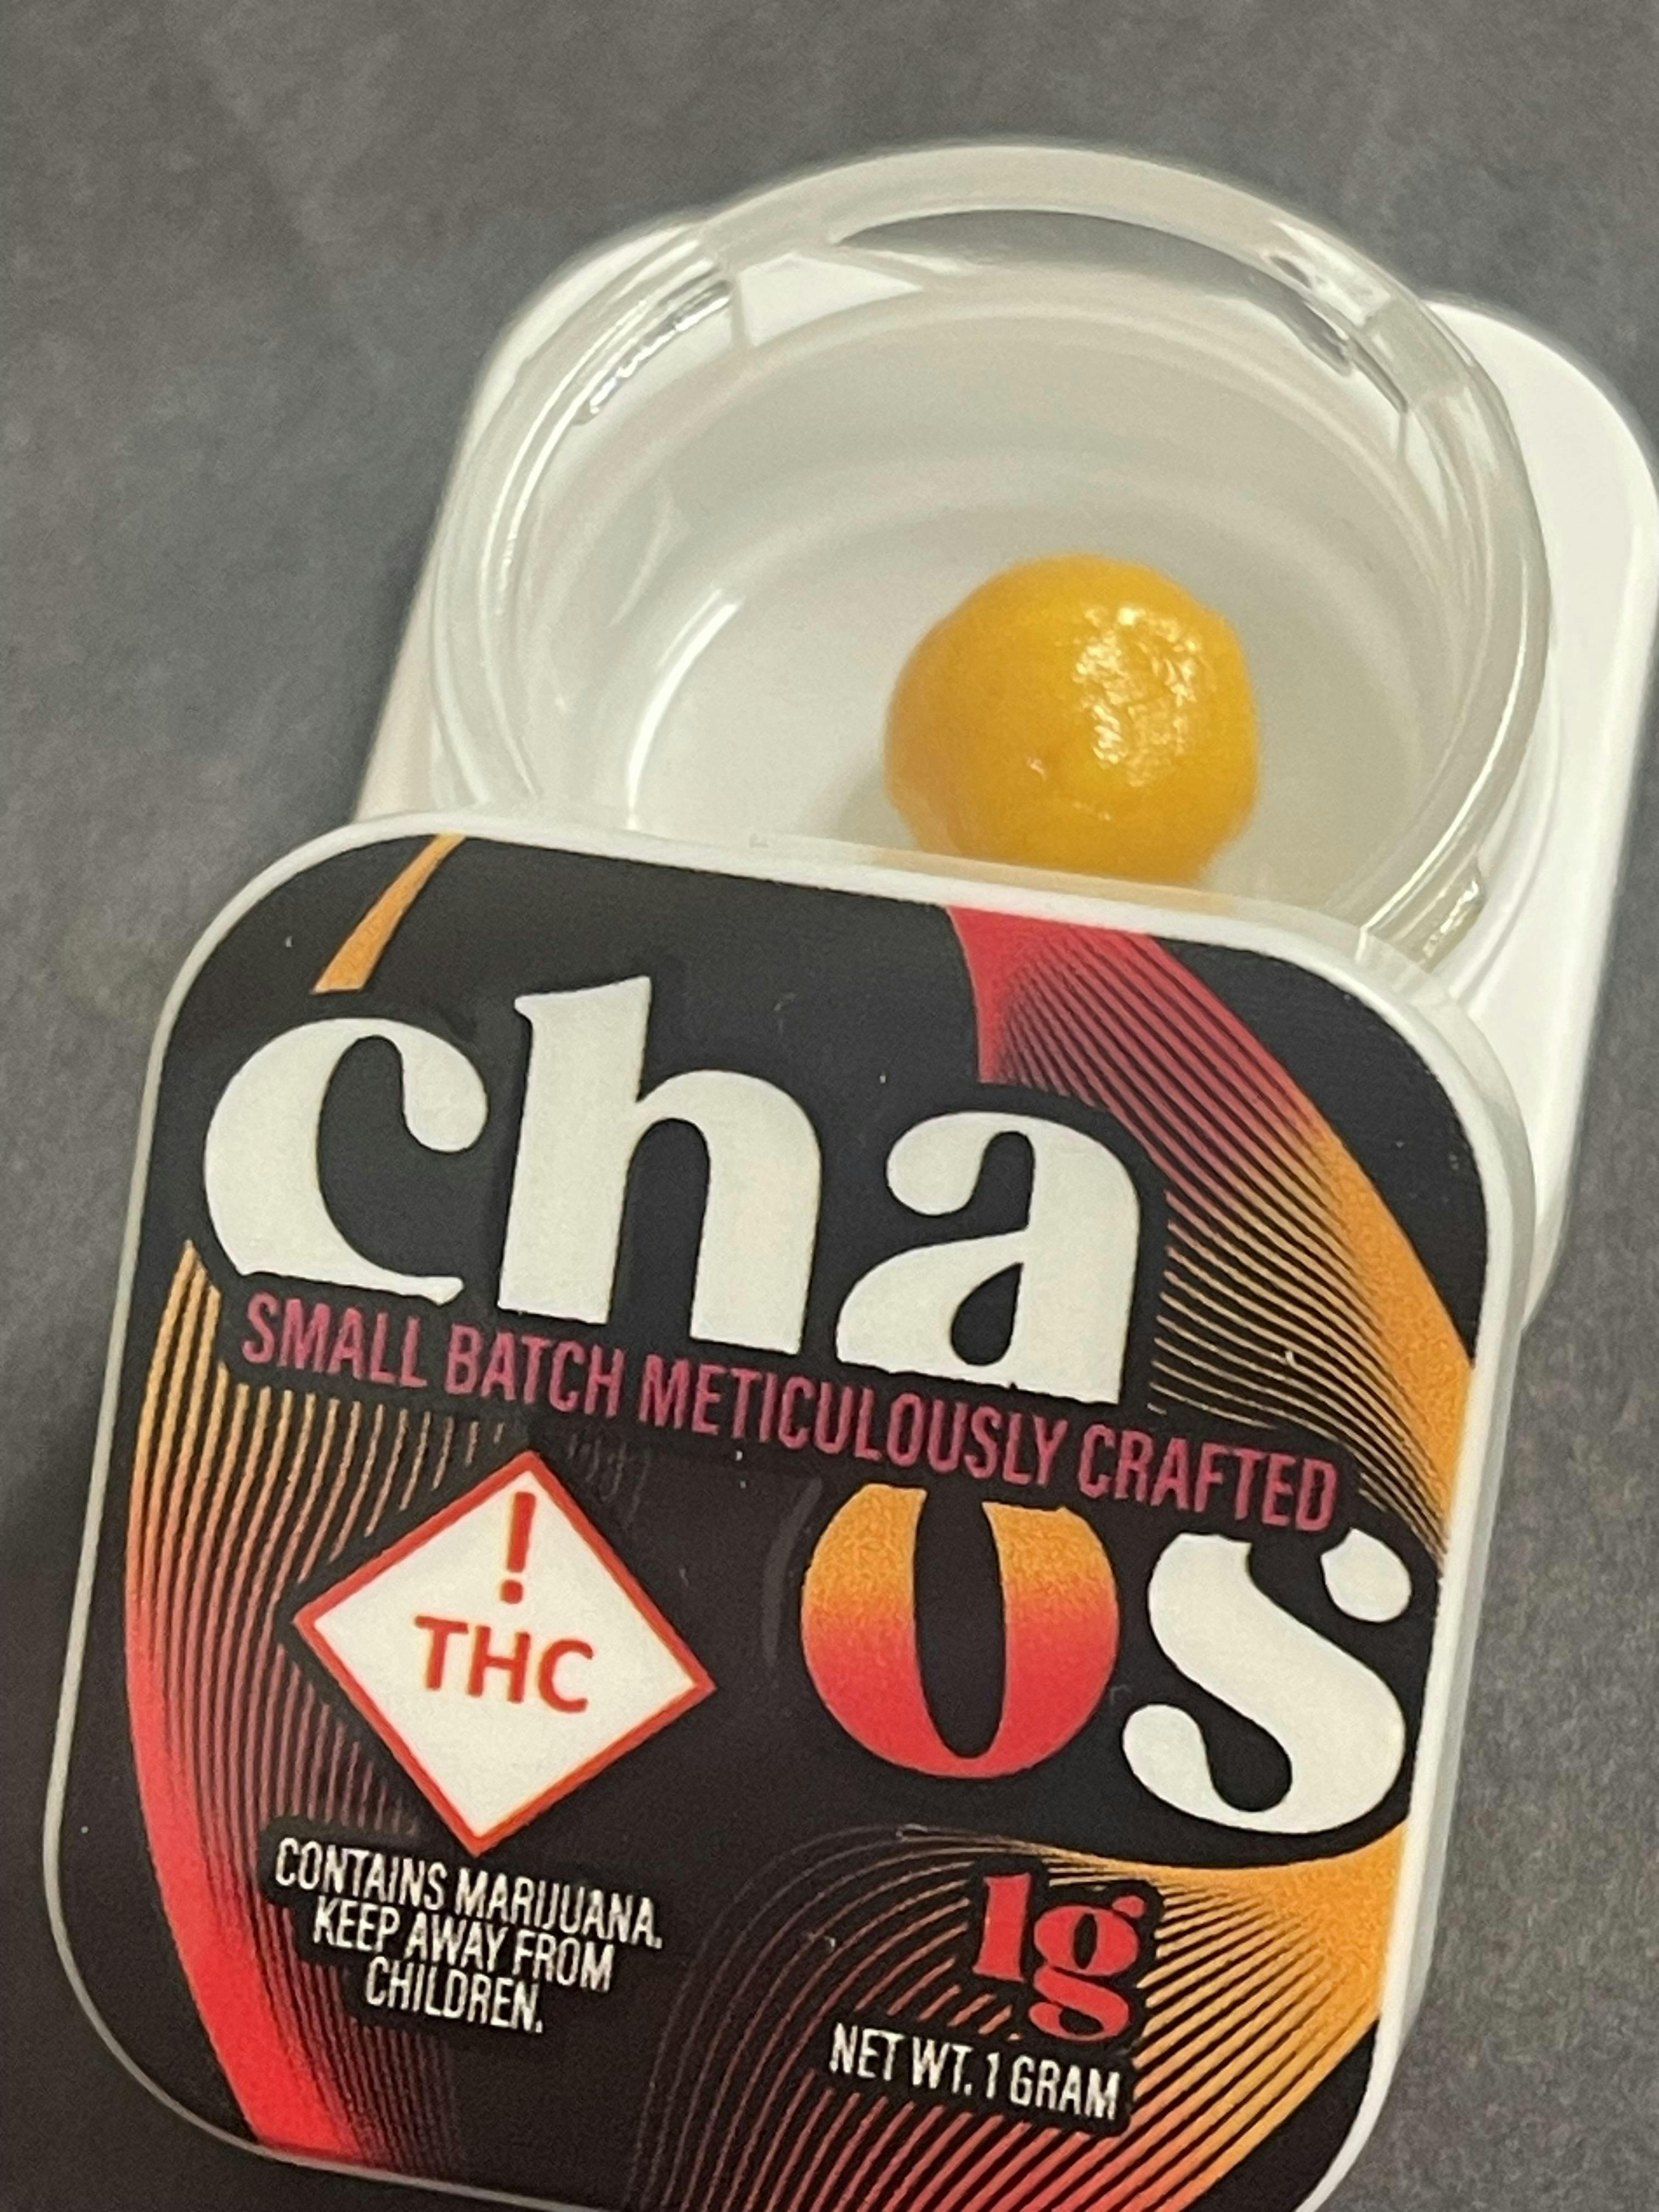 cha
SMALL BATCH METICULOUSLY CRAFTED
os
!
THC
CONTAINS MARIJUANA.
KEEP AWAY FROM
CHILDREN.
1g
NET WT. 1 GRAM